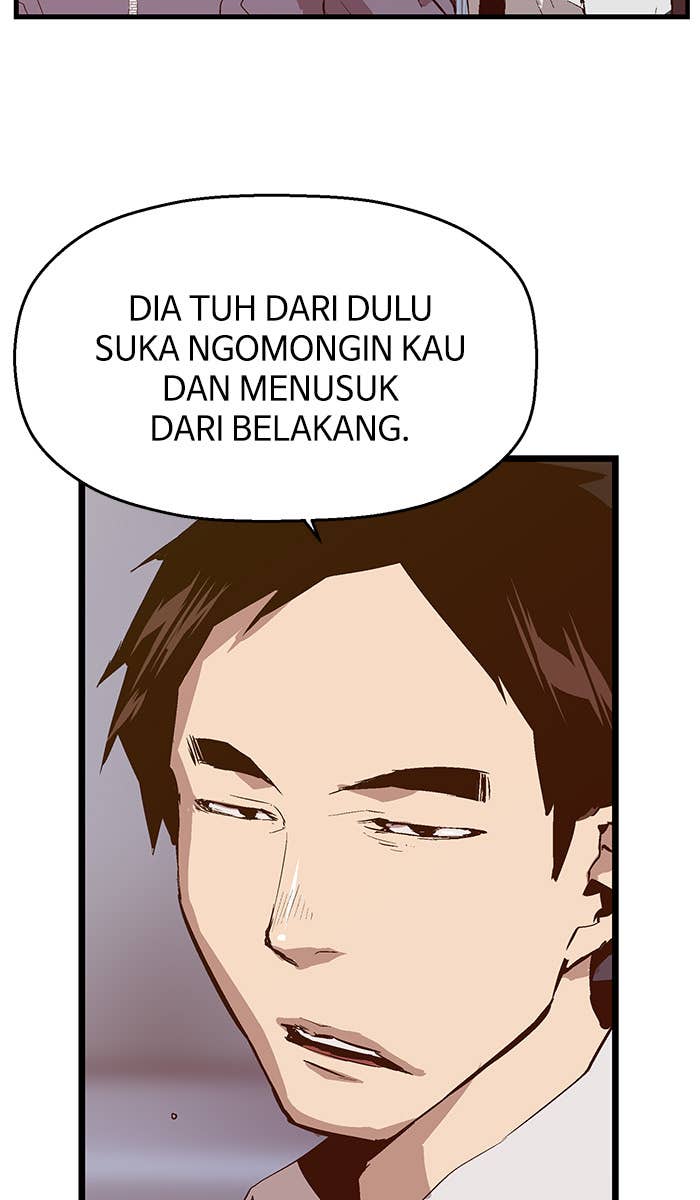 DIA TUH DARI DULU
SUKA NGOMONGIN KAU
DAN MENUSUK
DARI BELAKANG.